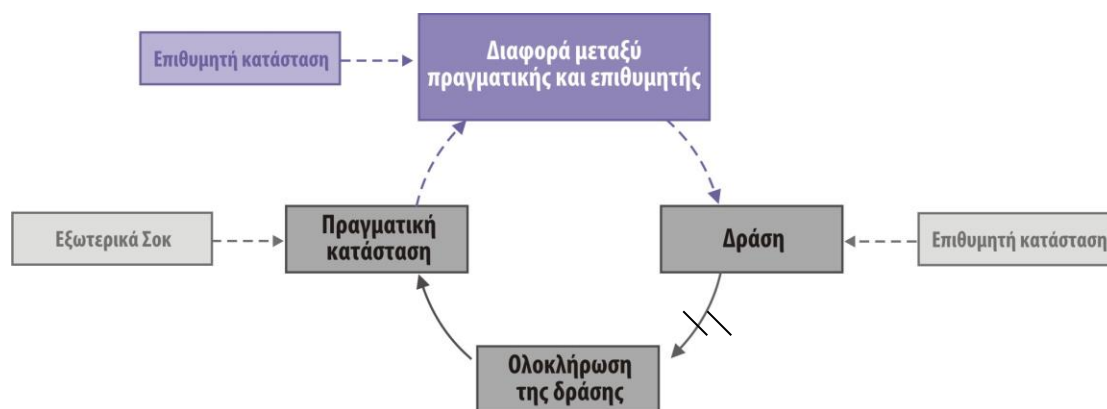 Επιθυμητή κατάσταση
Διαφορά μεταξύ
πραγματικής και επιθυμητής
Εξωτερικά Σοκ
Πραγματική
κατάσταση
Δράση
Επιθυμητή κατάσταση
Ολοκλήρωση
της δράσης